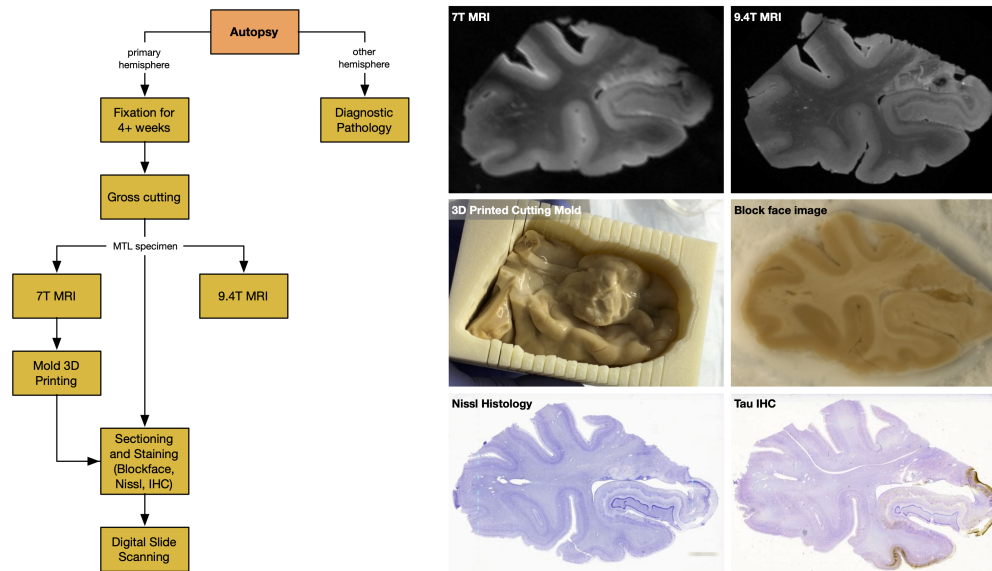 Autopsy
primary
hemisphere
other
hemisphere
Fixation for
4+ weeks
Diagnostic
Pathology
Gross cutting
MTL specimen
7T MRI
9.4T MRI
Mold 3D
Printing
Sectioning
and Staining
(Blockface,
Nissl, IHC)
Digital Slide
Scanning
7T MRI
9.4T MRI
3D Printed Cutting Mold
Block face image
Nissl Histology
Tau IHC